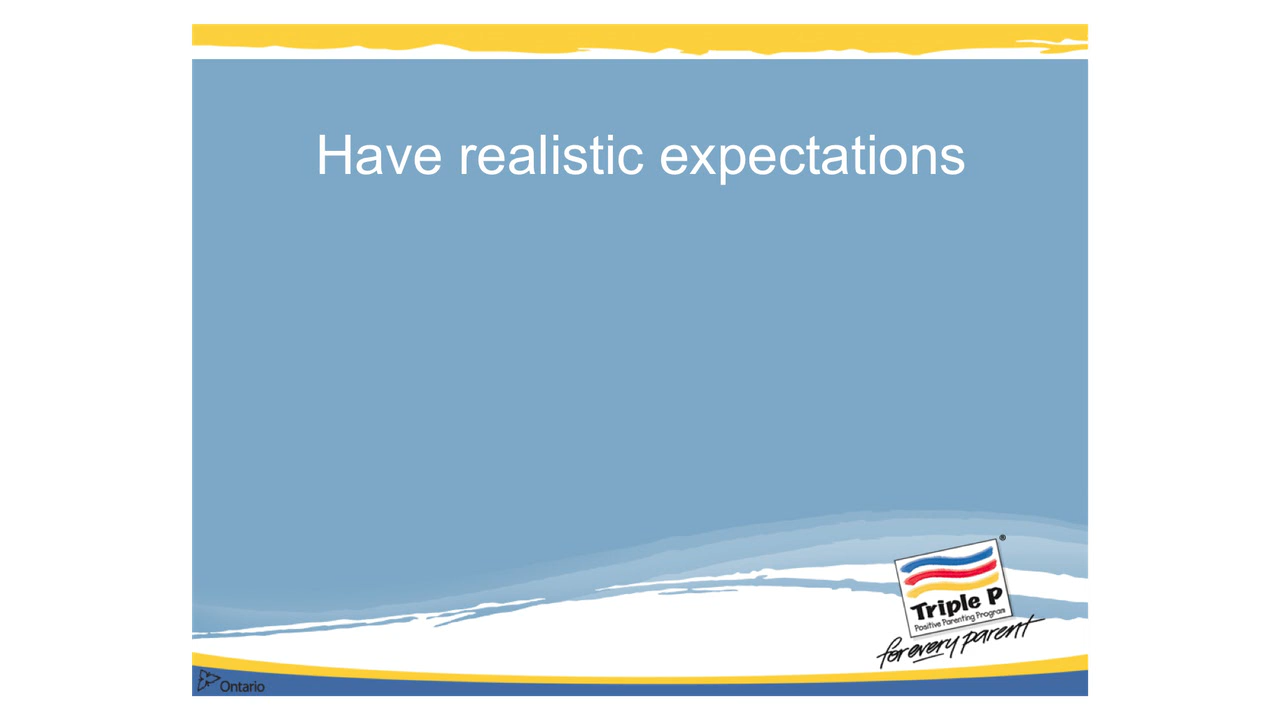 Have realistic expectations
®
Triple P
Positive Parenting Program
for every parent
Ontario